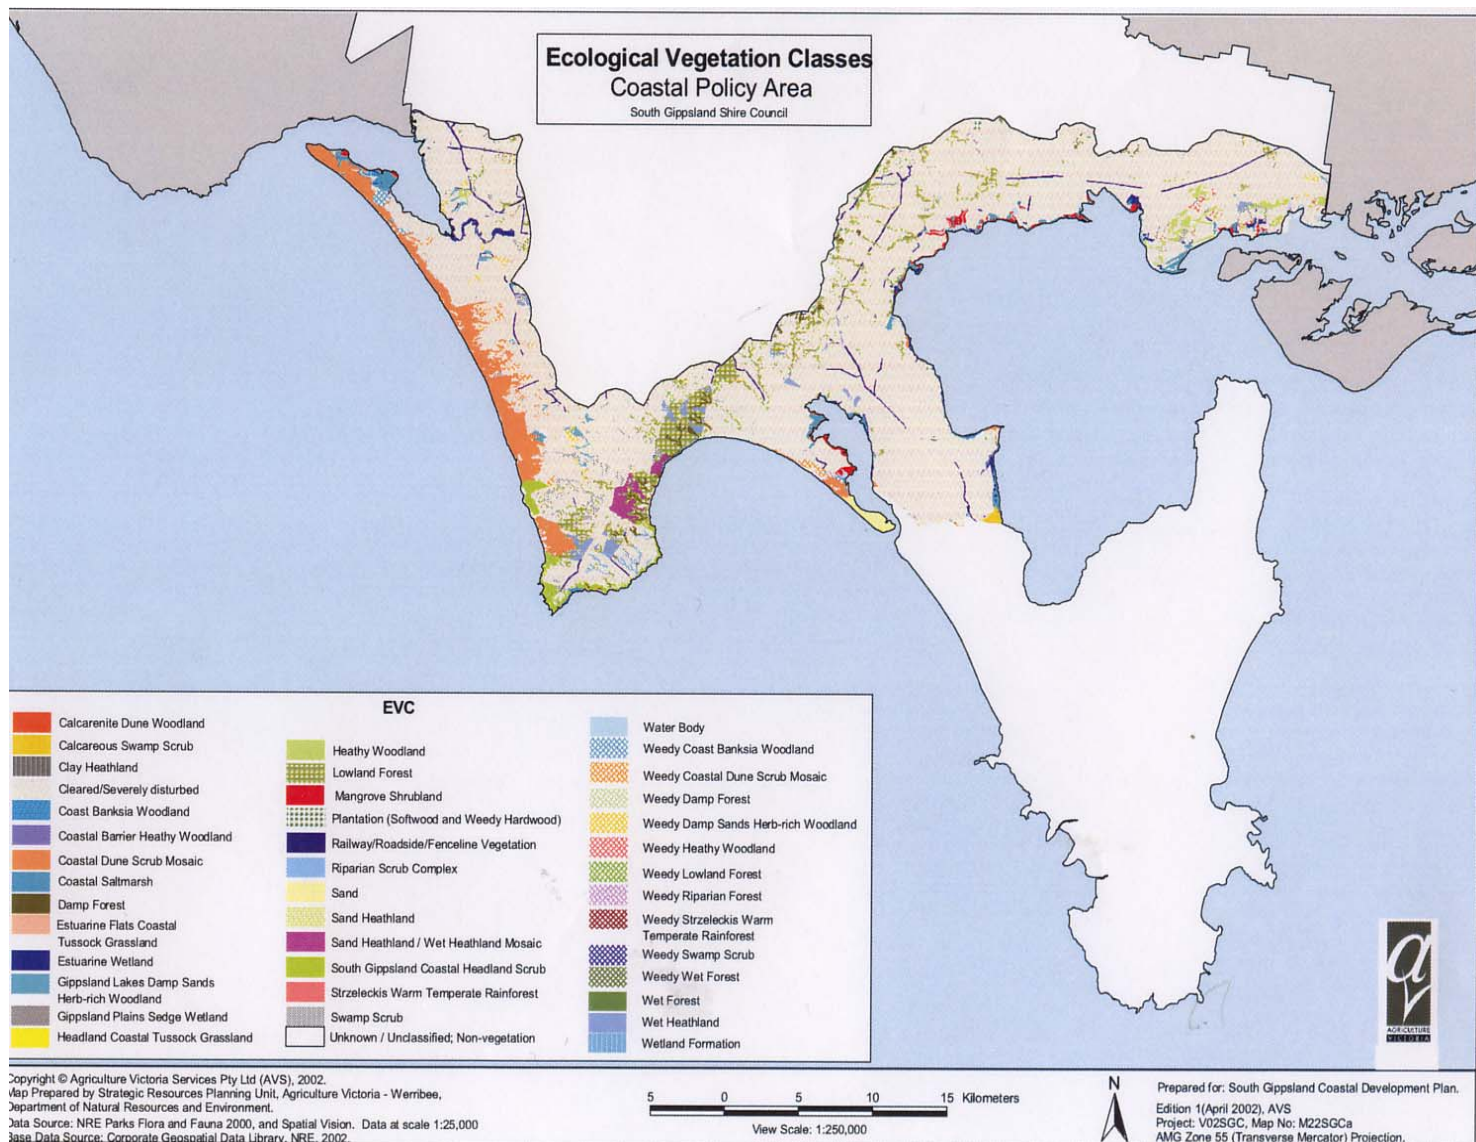 Ecological Vegetation Classes
Coastal Policy Area
South Gippsland Shire Council
EVC
Calcarenite Dune Woodland
Calcareous Swamp Scrub
Clay Heathland
Cleared/Severely disturbed
Coast Banksia Woodland
Coastal Barrier Heathy Woodland
Coastal Dune Scrub Mosaic
Coastal Saltmarsh
Damp Forest
Estuarine Flats Coastal
Tussock Grassland
Estuarine Wetland
Gippsland Lakes Damp Sands
Herb-rich Woodland
Gippsland Plains Sedge Wetland
Headland Coastal Tussock Grassland
Heathy Woodland
Lowland Forest
Mangrove Shrubland
Plantation (Softwood and Weedy Hardwood)
Railway/Roadside/Fenceline Vegetation
Riparian Scrub Complex
Sand
Sand Heathland
Sand Heathland / Wet Heathland Mosaic
South Gippsland Coastal Headland Scrub
Strzeleckis Warm Temperate Rainforest
Swamp Scrub
Unknown / Unclassified; Non-vegetation
Water Body
Weedy Coast Banksia Woodland
Weedy Coastal Dune Scrub Mosaic
Weedy Damp Forest
Weedy Damp Sands Herb-rich Woodland
Weedy Heathy Woodland
Weedy Lowland Forest
Weedy Riparian Forest
Weedy Strzeleckis Warm
Temperate Rainforest
Weedy Swamp Scrub
Weedy Wet Forest
Wet Forest
Wet Heathland
Wetland Formation
AGRICULTURE
VICTORIA
Copyright © Agriculture Victoria Services Pty Ltd (AVS), 2002.
Map Prepared by Strategic Resources Planning Unit, Agriculture Victoria - Werribee,
Department of Natural Resources and Environment.
Data Source: NRE Parks Flora and Fauna 2000, and Spatial Vision. Data at scale 1:25,000
Base Data Source: Corporate Geospatial Data Library, NRE, 2002.
5 0 5 10 15 Kilometers
View Scale: 1:250,000
N
Prepared for: South Gippsland Coastal Development Plan.
Edition 1(April 2002), AVS
Project: V02SGC, Map No: M22SGCa
AMG Zone 55 (Transverse Mercator) Projection.